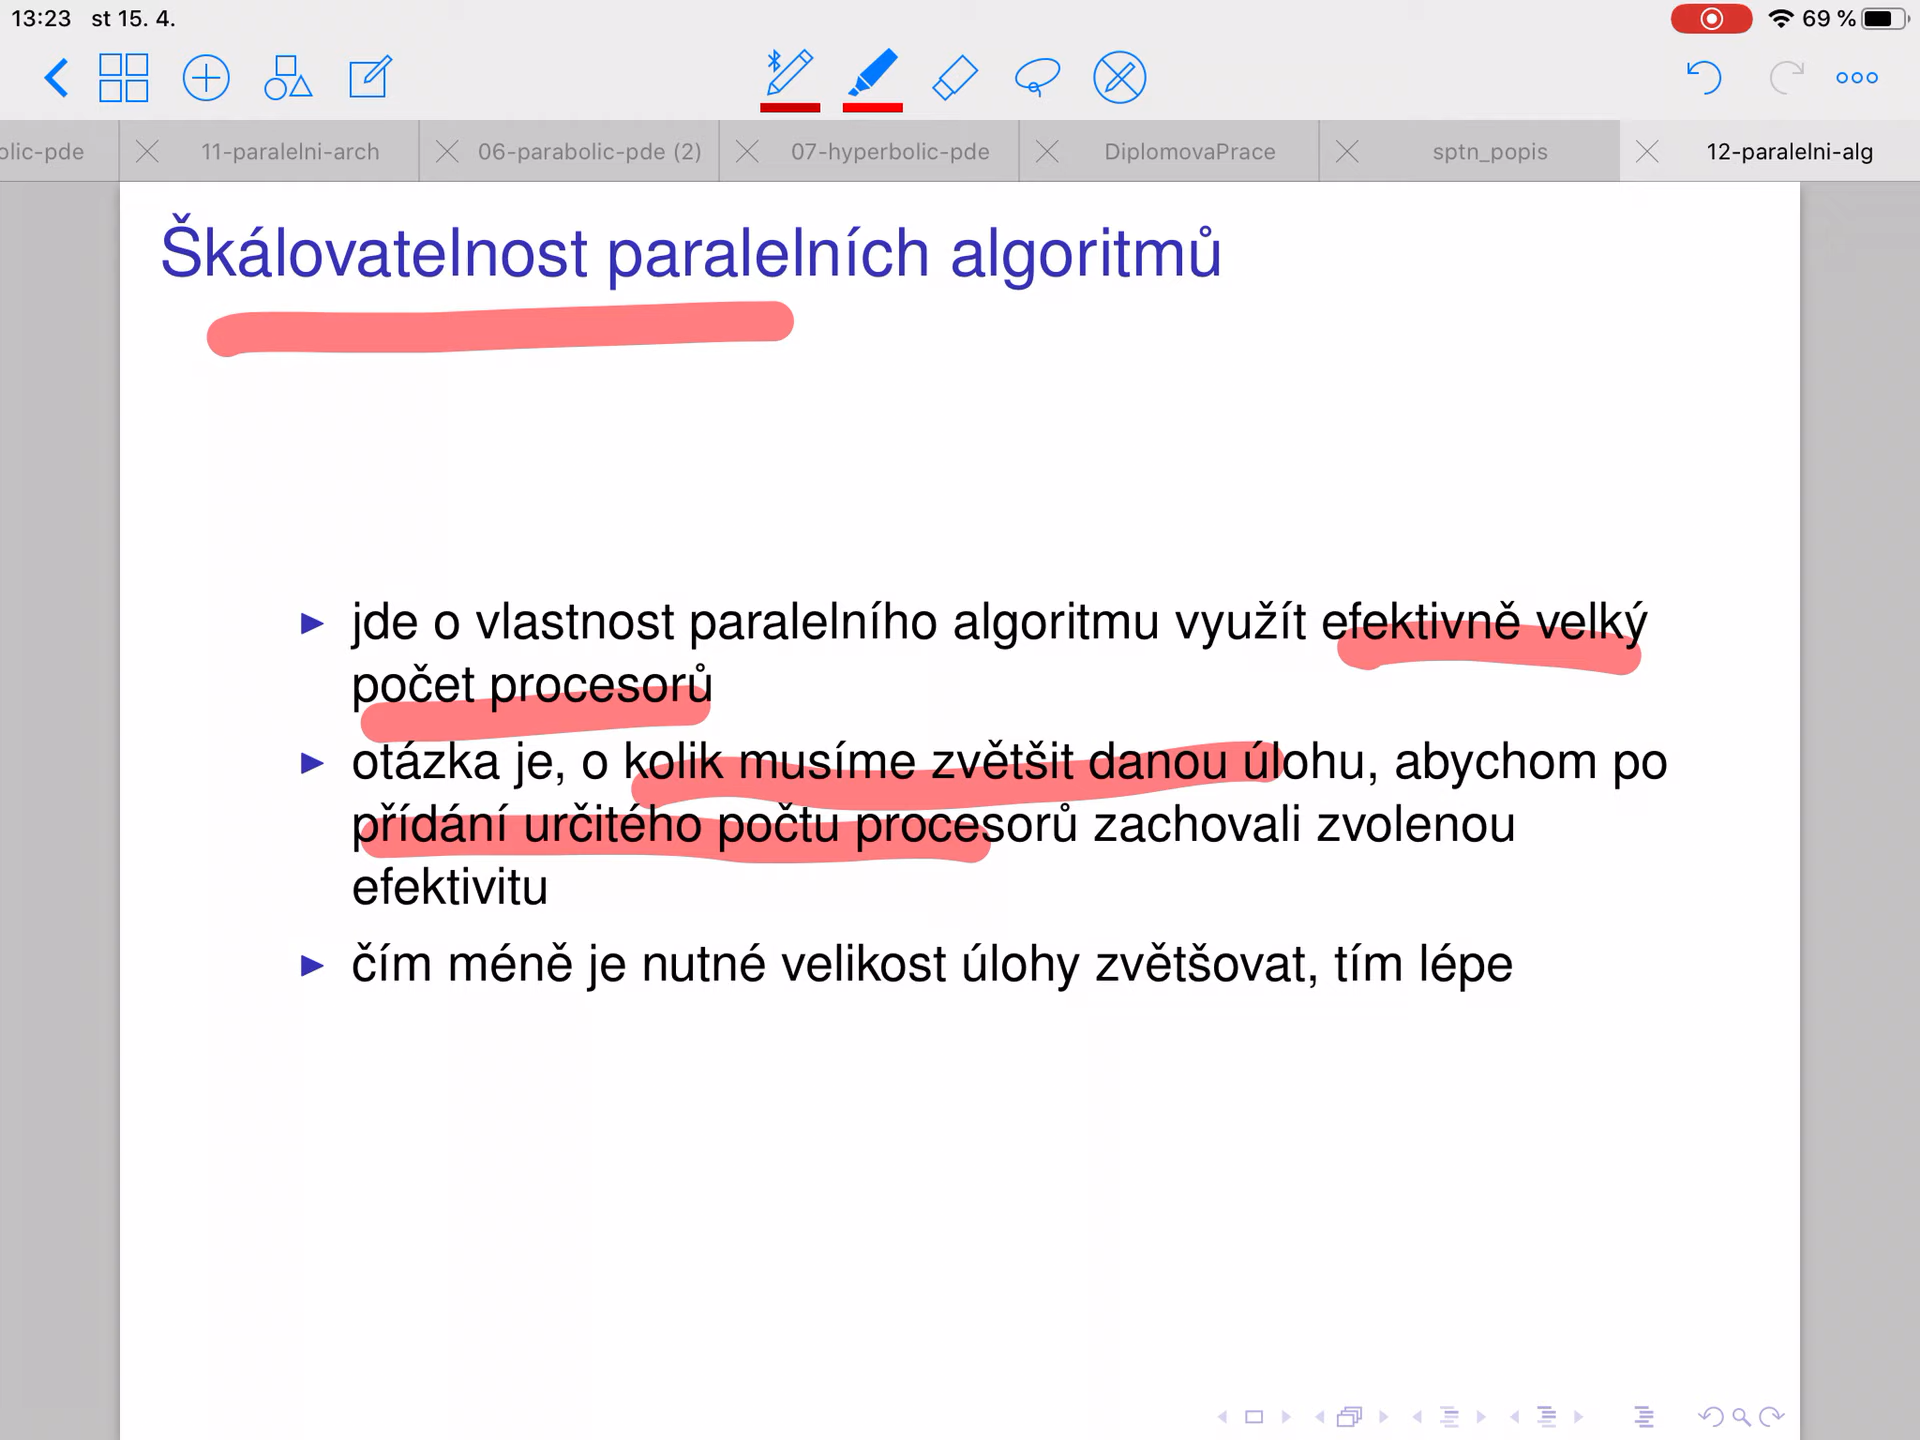 13:23 st 15. 4.
69 %
olic-pde
11-paralelni-arch
06-parabolic-pde (2)
07-hyperbolic-pde
DiplomovaPrace
sptn_popis
12-paralelni-alg
Škálovatelnost paralelních algoritmů
jde o vlastnost paralelního algoritmu využít efektivně velký
počet procesorů
otázka je, o kolik musíme zvětšit danou úlohu, abychom po
přídání určitého počtu procesorů zachovali zvolenou
efektivitu
čím méně je nutné velikost úlohy zvětšovat, tím lépe